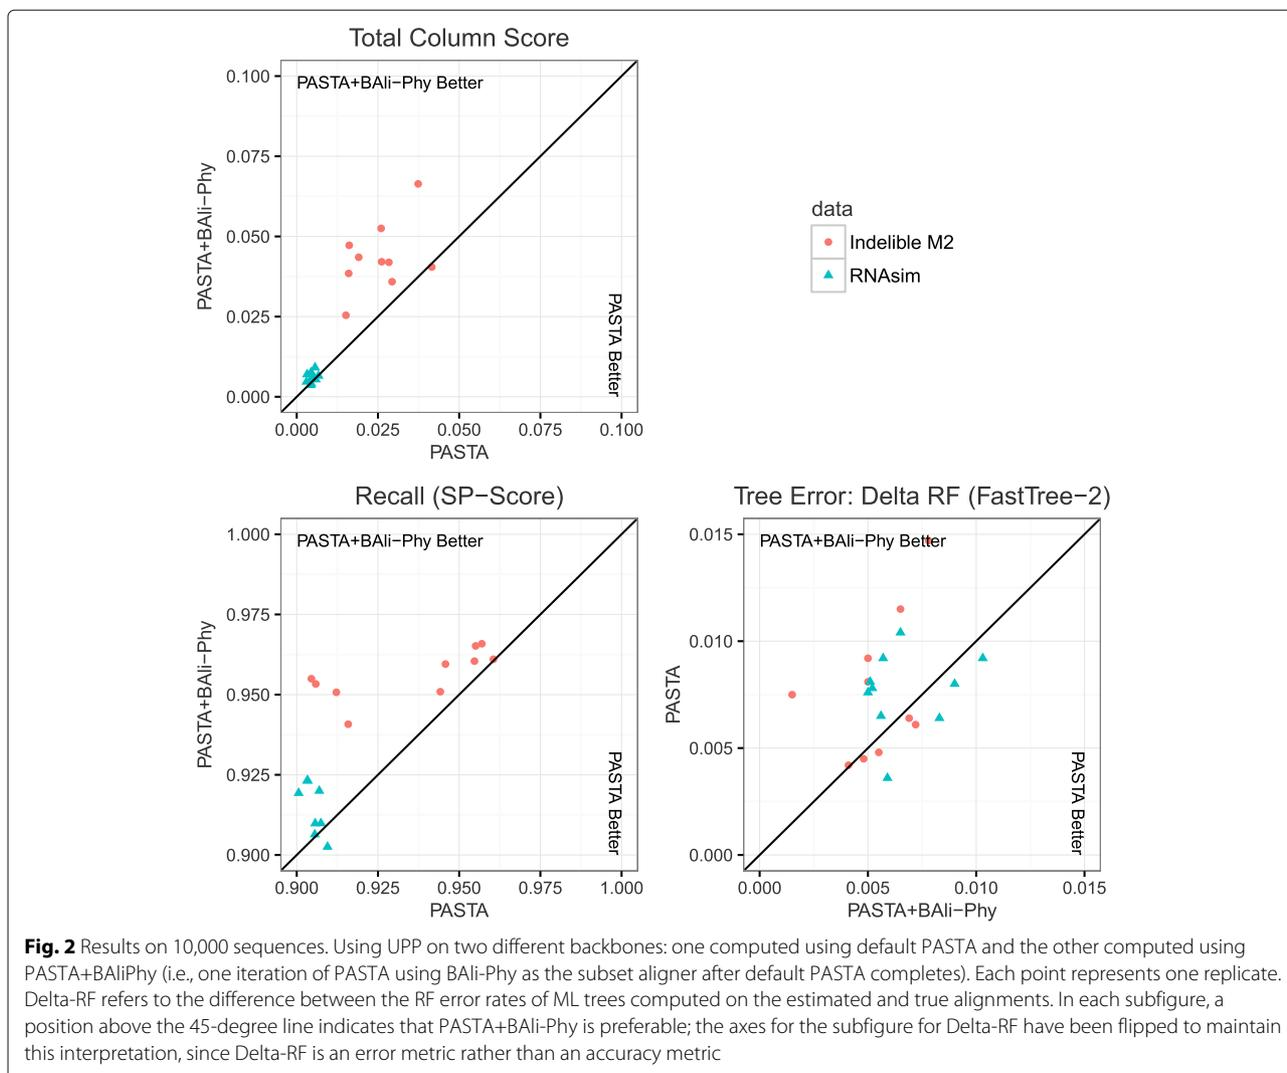 Total Column Score
PASTA+BAli−Phy Better
0.100
0.075
0.050
0.025
0.000
PASTA+BAli−Phy
PASTA Better
0.000 0.025 0.050 0.075 0.100
PASTA
data
Indelible M2
RNAsim
Recall (SP−Score)
PASTA+BAli−Phy Better
1.000
0.975
0.950
0.925
0.900
PASTA+BAli−Phy
PASTA Better
0.900 0.925 0.950 0.975 1.000
PASTA
Tree Error: Delta RF (FastTree−2)
PASTA+BAli−Phy Better
0.015
0.010
0.005
0.000
PASTA
PASTA Better
0.000 0.005 0.010 0.015
PASTA+BAli−Phy
Fig. 2 Results on 10,000 sequences. Using UPP on two different backbones: one computed using default PASTA and the other computed using
PASTA+BAliPhy (i.e., one iteration of PASTA using BAli-Phy as the subset aligner after default PASTA completes). Each point represents one replicate.
Delta-RF refers to the difference between the RF error rates of ML trees computed on the estimated and true alignments. In each subfigure, a
position above the 45-degree line indicates that PASTA+BAli-Phy is preferable; the axes for the subfigure for Delta-RF have been flipped to maintain
this interpretation, since Delta-RF is an error metric rather than an accuracy metric